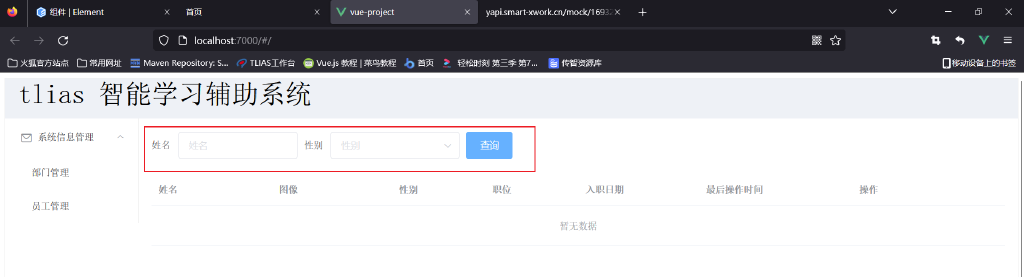 组件 | Element
首页
vue-project
yapi.smart-xwork.cn/mock/1693
localhost:7000/#/
火狐官方站点
常用网址
Maven Repository: S...
TLIAS工作台
Vue.js 教程 | 菜鸟教程
首页
轻松时刻 第三季 第7...
传智资源库
移动设备上的书签
tlias 智能学习辅助系统
系统信息管理
姓名 姓名 性别 性别 查询
部门管理
姓名 图像 性别 职位 入职日期 最后操作时间 操作
员工管理
暂无数据